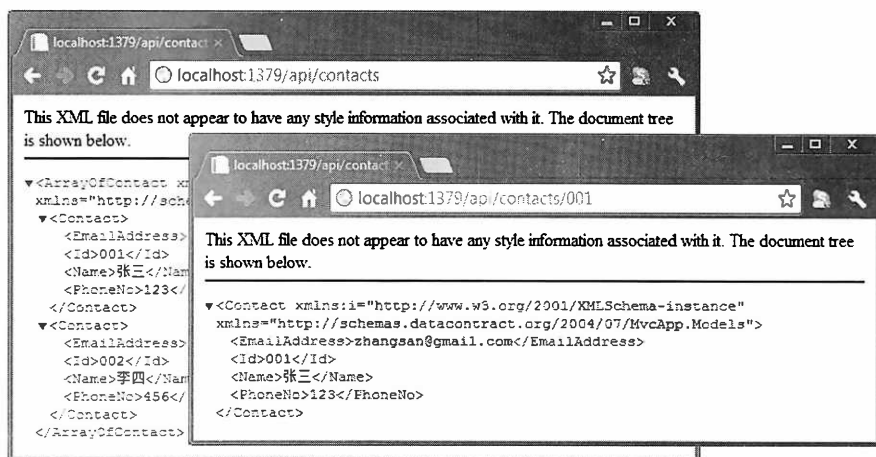 localhost:1379/api/contact ×
localhost:1379/api/contacts
This XML file does not appear to have any style information associated with it. The document tree
is shown below.
▼<ArrayOfContact
xmlns="http://sche
▼<Contact>
<EmailAddress>
<Id>001</Id>
<Name>张三</Nam
<PhoneNo>123</
</Contact>
▼<Contact>
<EmailAddress>
<Id>002</Id>
<Name>李四</Nam
<PhoneNo>456</
</Contact>
</ArrayOfContact>
localhost:1379/api/contact ×
localhost:1379/api/contacts/001
This XML file does not appear to have any style information associated with it. The document tree
is shown below.
▼<Contact xmlns:i="http://www.w3.org/2001/XMLSchema-instance"
xmlns="http://schemas.datacontract.org/2004/07/MvcApp.Models">
<EmailAddress>zhangsan@gmail.com</EmailAddress>
<Id>001</Id>
<Name>张三</Name>
<PhoneNo>123</PhoneNo>
</Contact>